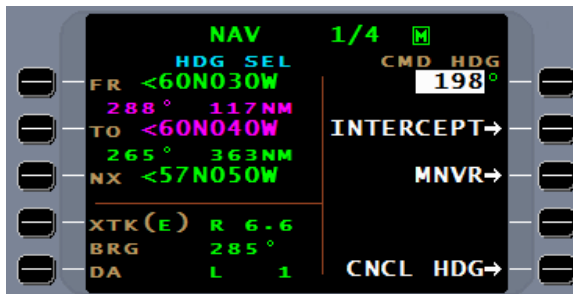 NAV 1/4 M
HDG SEL CMD HDG
FR <60N030W 198°
288° 117NM
TO <60N040W INTERCEPT→
265° 363NM
NX <57N050W MNVR→
XTK(E) R 6.6
BRG 285°
DA L 1 CNCL HDG→